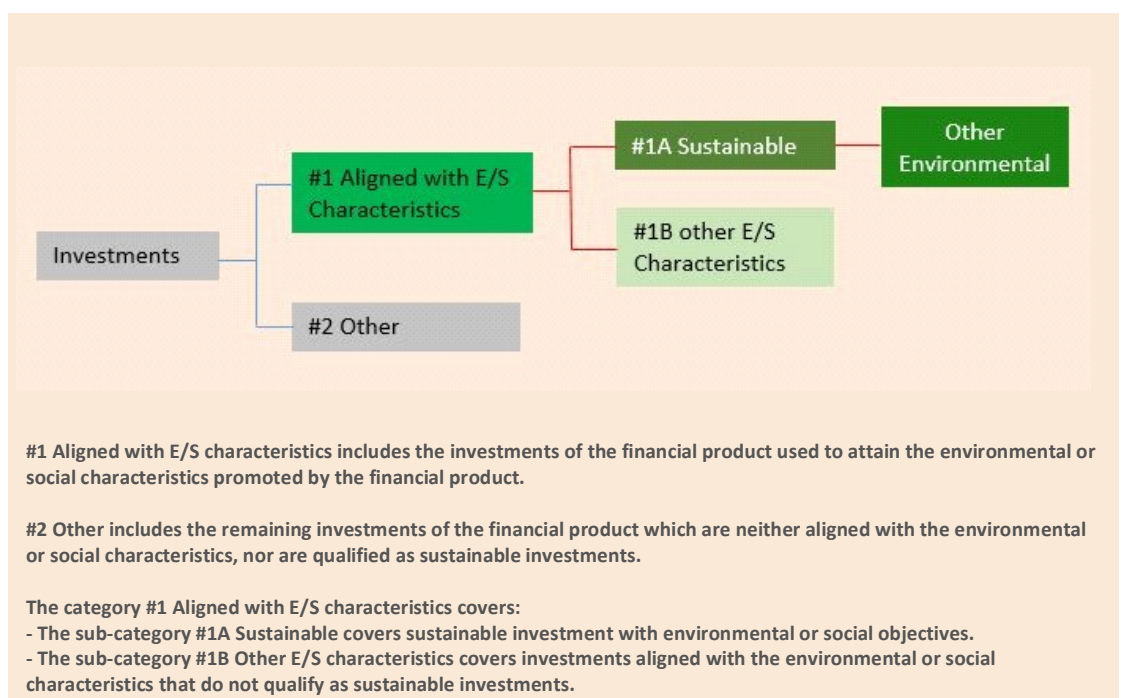 Other
Environmental
#1A Sustainable
#1 Aligned with E/S
Characteristics
#1B other E/S
Characteristics
Investments
#2 Other
#1 Aligned with E/S characteristics includes the investments of the financial product used to attain the environmental or
social characteristics promoted by the financial product.
#2 Other includes the remaining investments of the financial product which are neither aligned with the environmental
or social characteristics, nor are qualified as sustainable investments.
The category #1 Aligned with E/S characteristics covers:
- The sub-category #1A Sustainable covers sustainable investment with environmental or social objectives.
- The sub-category #1B Other E/S characteristics covers investments aligned with the environmental or social
characteristics that do not qualify as sustainable investments.